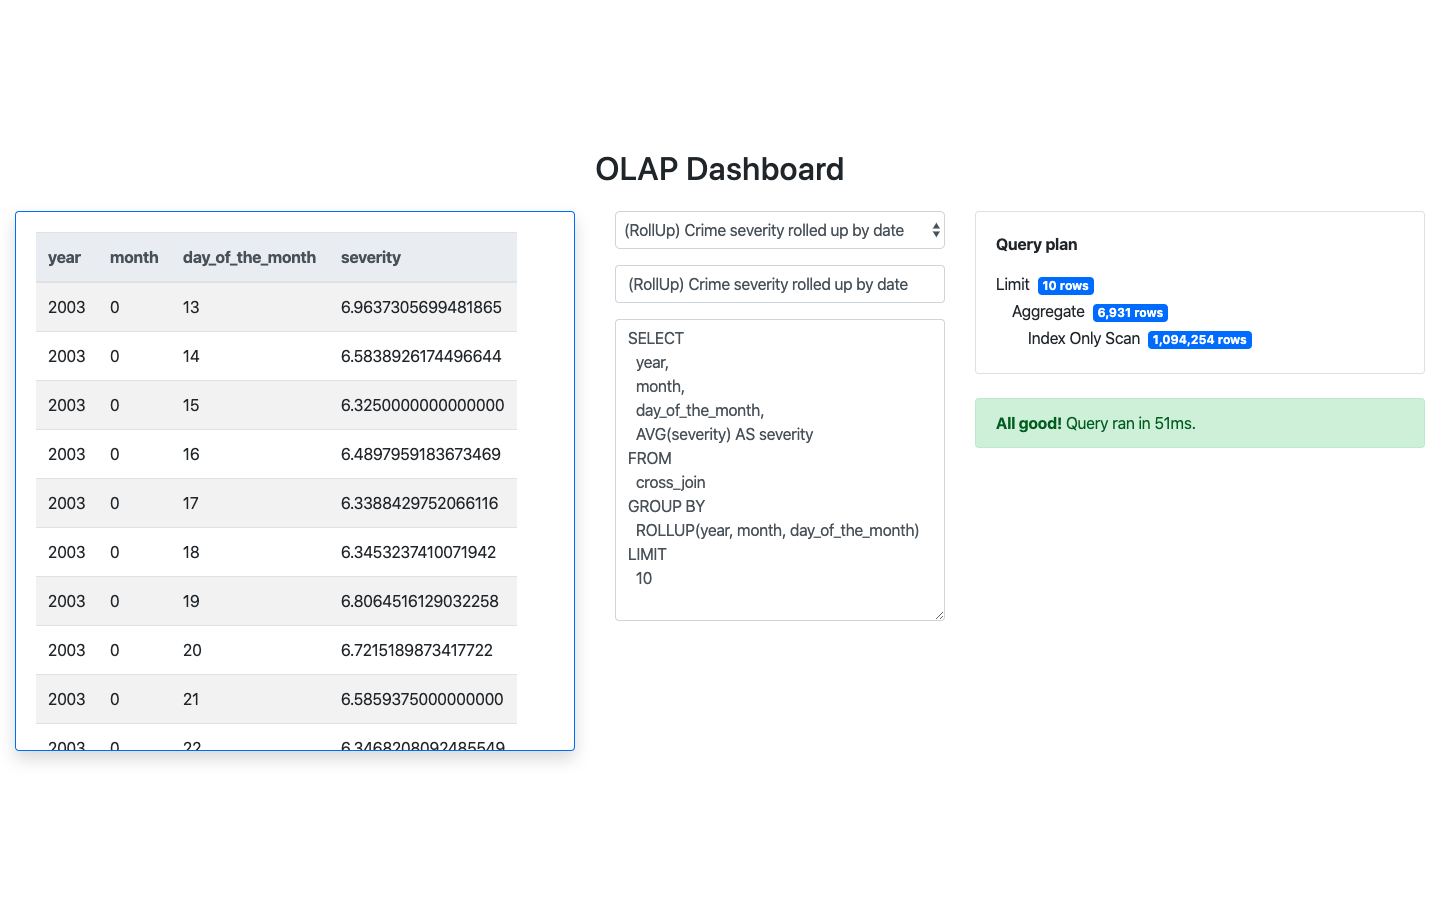 OLAP Dashboard
year month day_of_the_month severity
2003 0 13 6.9637305699481865
2003 0 14 6.5838926174496644
2003 0 15 6.3250000000000000
2003 0 16 6.4897959183673469
2003 0 17 6.3388429752066116
2003 0 18 6.3453237410071942
2003 0 19 6.8064516129032258
2003 0 20 6.7215189873417722
2003 0 21 6.5859375000000000
2003 0 22 6.3468208092485549
(RollUp) Crime severity rolled up by date
(RollUp) Crime severity rolled up by date
SELECT
year,
month,
day_of_the_month,
AVG(severity) AS severity
FROM
cross_join
GROUP BY
ROLLUP(year, month, day_of_the_month)
LIMIT
10
Query plan
Limit 10 rows
Aggregate 6,931 rows
Index Only Scan 1,094,254 rows
All good! Query ran in 51ms.